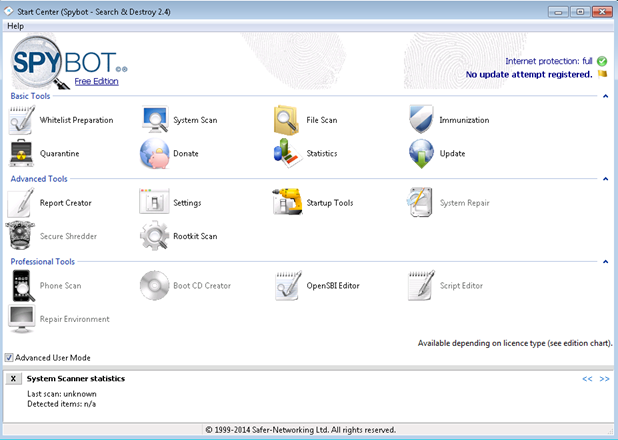 Start Center (Spybot - Search & Destroy 2.4)
Help
SPYBOT ©®
Free Edition
Internet protection: full
No update attempt registered.
Basic Tools
Whitelist Preparation System Scan File Scan Immunization
Quarantine Donate Statistics Update
Advanced Tools
Report Creator Settings Startup Tools System Repair
Secure Shredder Rootkit Scan
Professional Tools
Phone Scan Boot CD Creator OpenSBI Editor Script Editor
Repair Environment
Available depending on licence type (see edition chart).
Advanced User Mode
X System Scanner statistics << >>
Last scan: unknown
Detected items: n/a
© 1999-2014 Safer-Networking Ltd. All rights reserved.